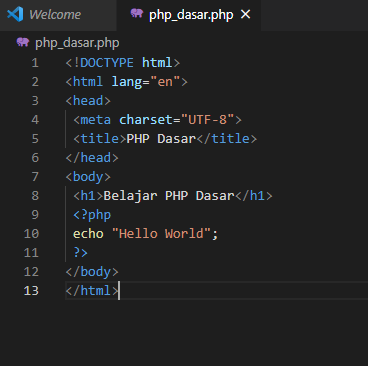 Welcome php_dasar.php
php_dasar.php
1 <!DOCTYPE html>
2 <html lang="en">
3 <head>
4 <meta charset="UTF-8">
5 <title>PHP Dasar</title>
6 </head>
7 <body>
8 <h1>Belajar PHP Dasar</h1>
9 <?php
10 echo "Hello World";
11 ?>
12 </body>
13 </html>